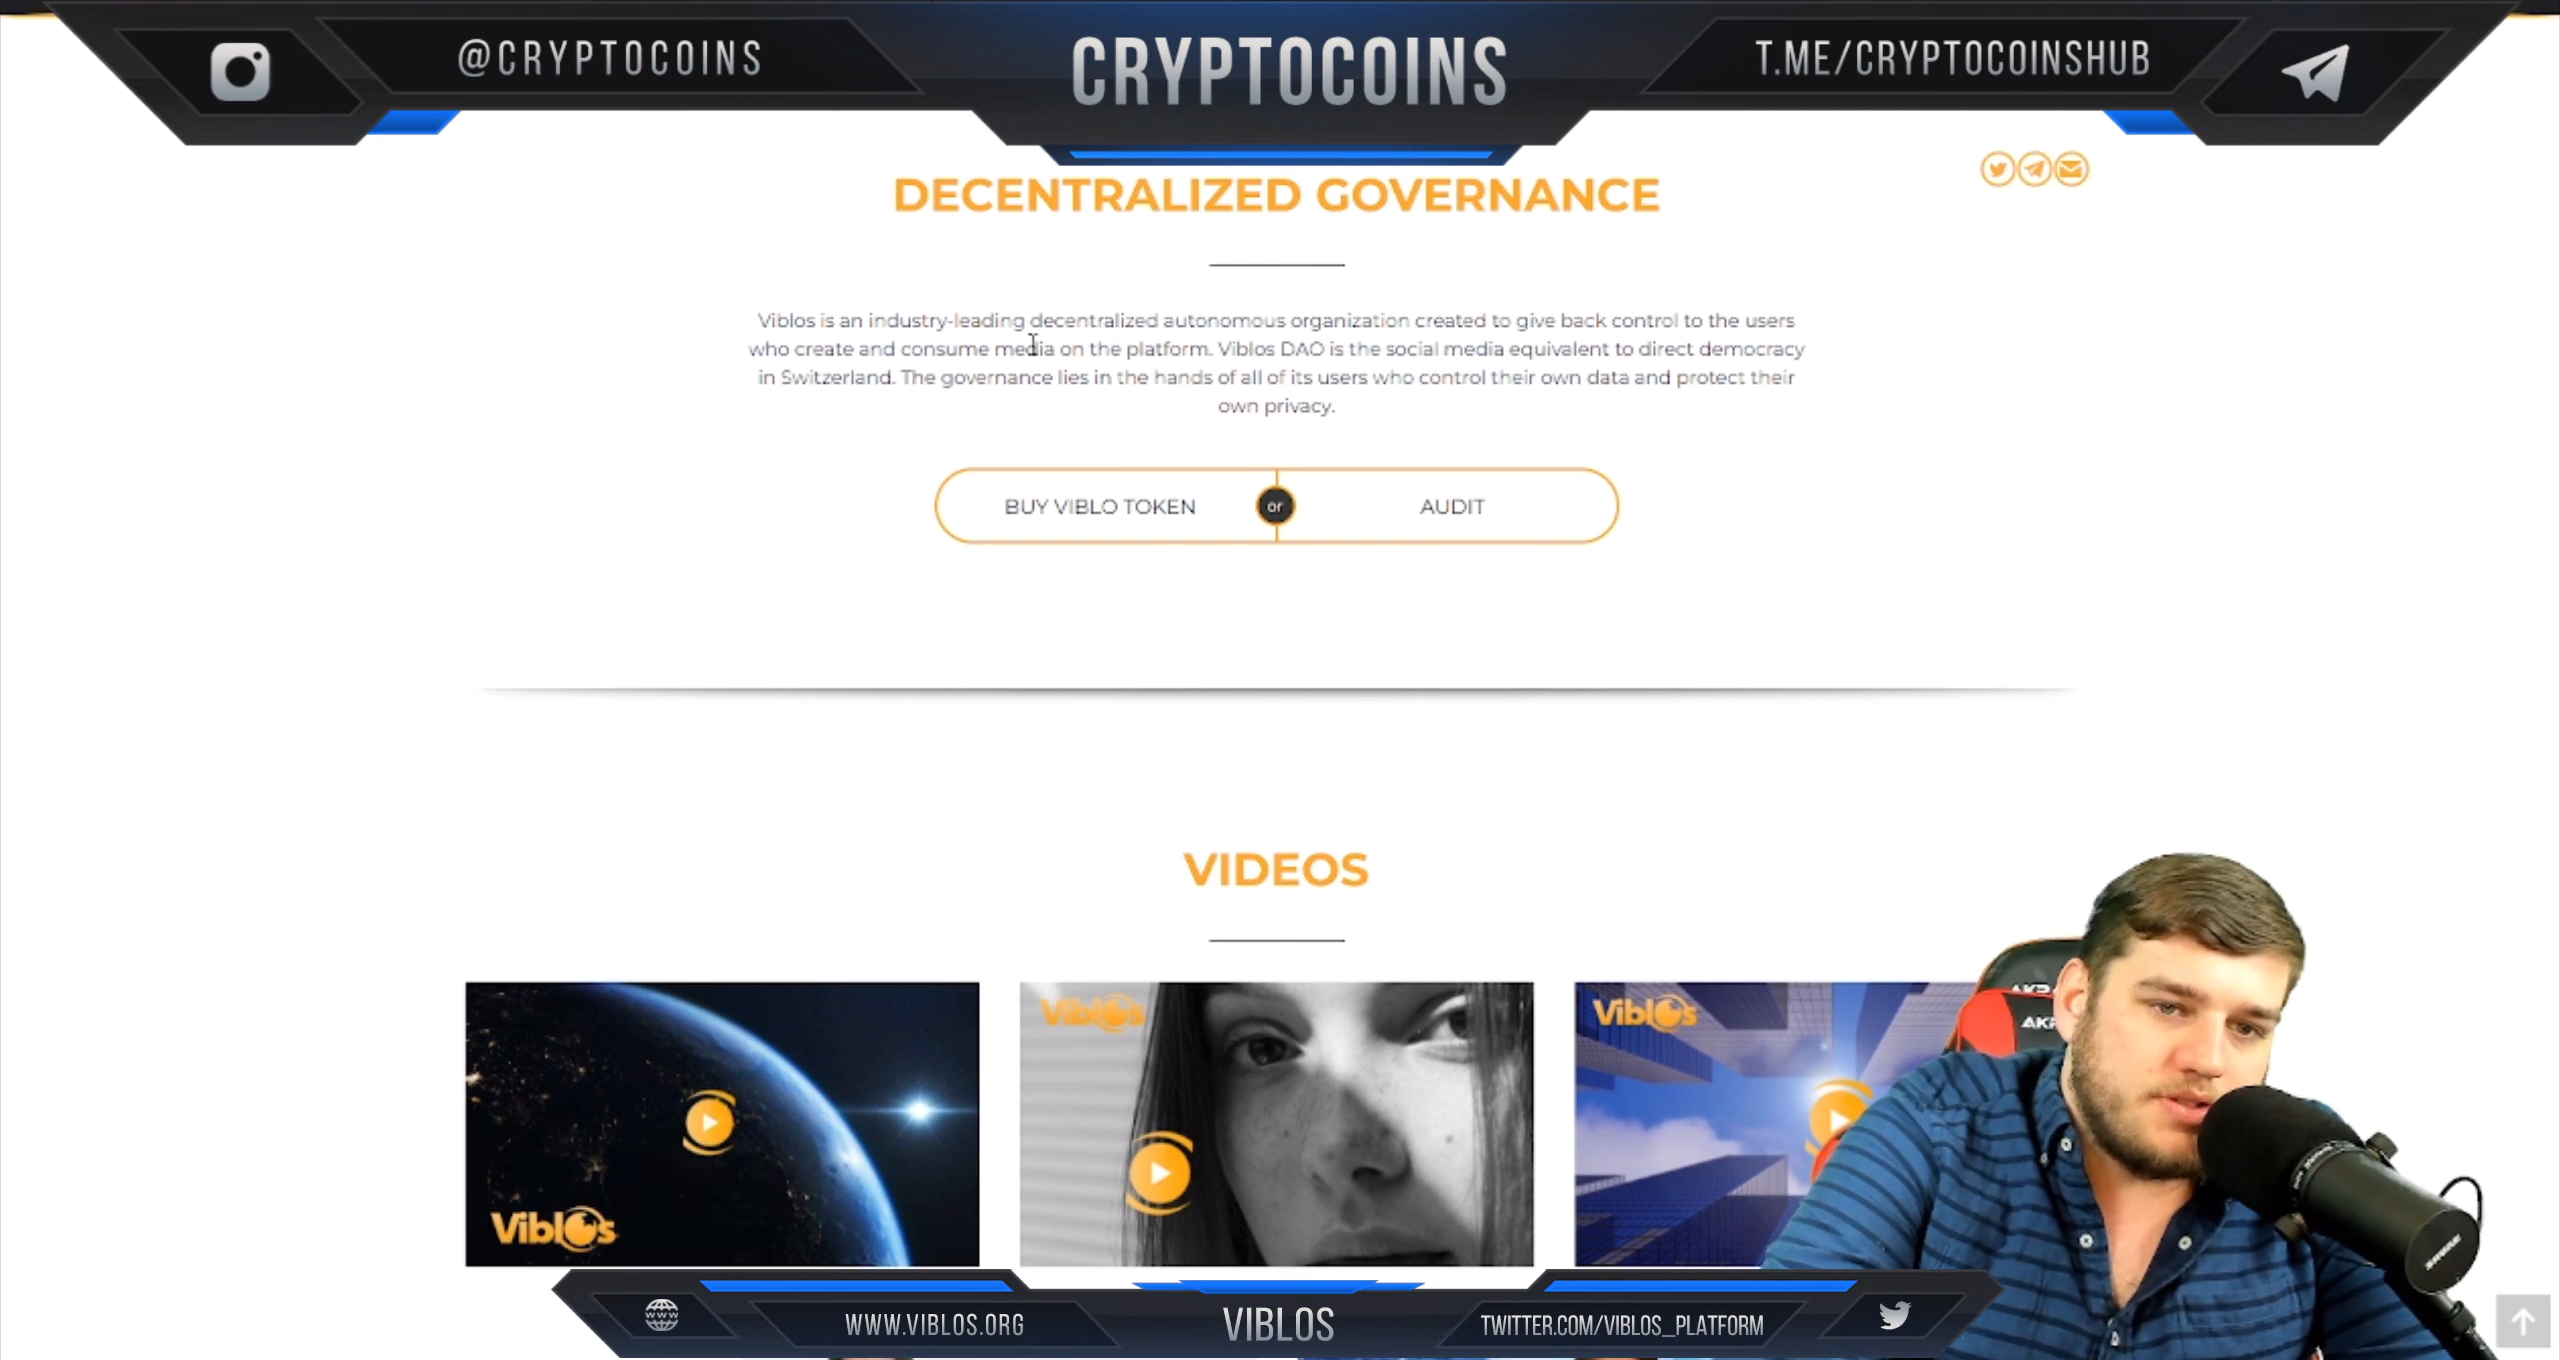 @CRYPTOCOINS
CRYPTOCOINS
T.ME/CRYPTOCOINSHUB
DECENTRALIZED GOVERNANCE
Viblos is an industry-leading decentralized autonomous organization created to give back control to the users
who create and consume media on the platform. Viblos DAO is the social media equivalent to direct democracy
in Switzerland. The governance lies in the hands of all of its users who control their own data and protect their
own privacy.
BUY VIBLO TOKEN
or
AUDIT
VIDEOS
Viblos
Viblos
Viblos
SHURE
WWW
WWW.VIBLOS.ORG
VIBLOS
TWITTER.COM/VIBLOS_PLATFORM